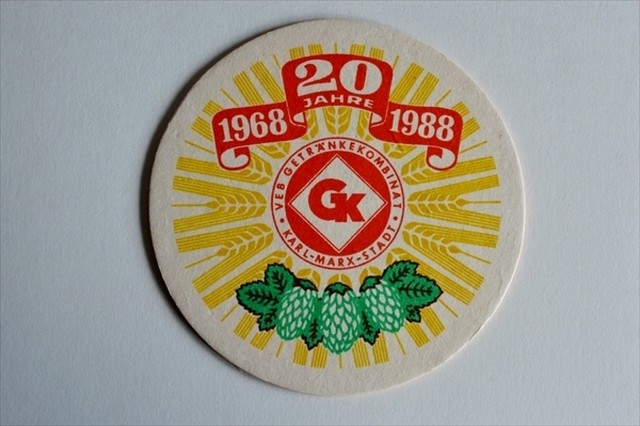 20
JAHRE
1968 1988
VEB GETRÄNKEKOMBINAT
• KARL-MARX-STADT •
GK